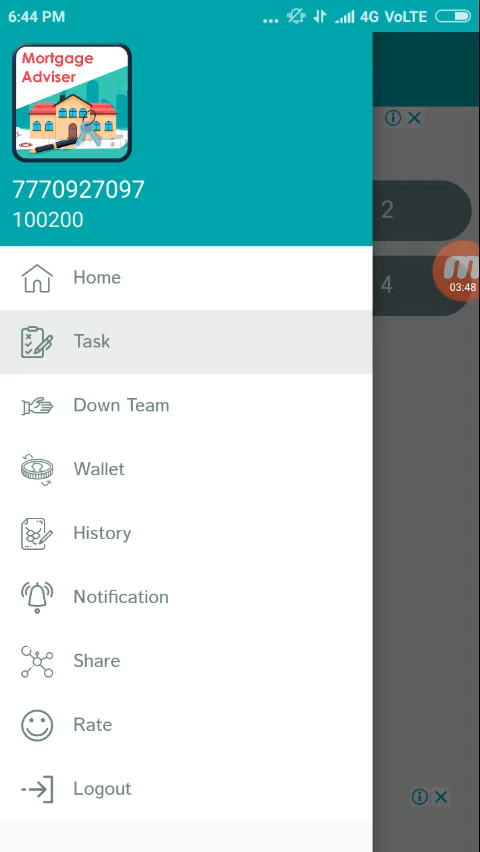 6:44 PM
... 4G VoLTE
Mortgage
Adviser
7770927097
100200
2
4
03:48
Home
Task
Down Team
Wallet
History
Notification
Share
Rate
Logout